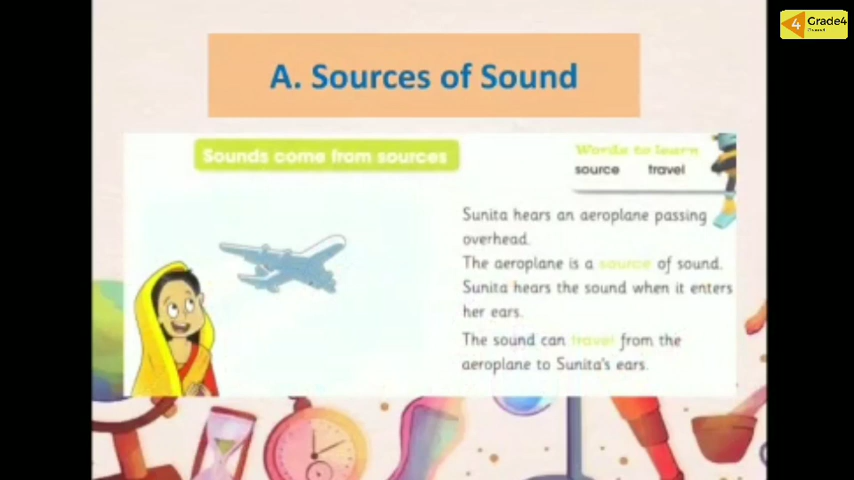 4 Grade4
A. Sources of Sound
Sounds come from sources
Words to learn
source travel
Sunita hears an aeroplane passing
overhead.
The aeroplane is a source of sound.
Sunita hears the sound when it enters
her ears.
The sound can travel from the
aeroplane to Sunita's ears.